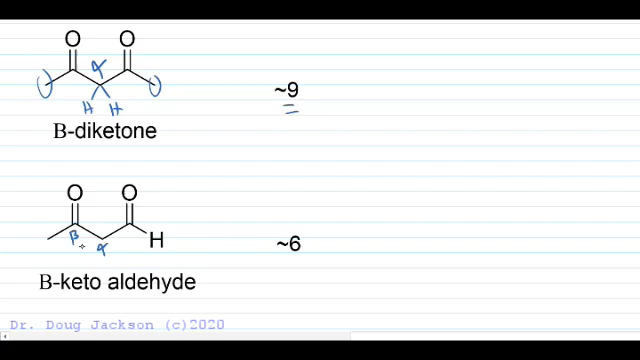 O O
α
H H
~9
B-diketone
O O
β α H
~6
B-keto aldehyde
Dr. Doug Jackson (c)2020